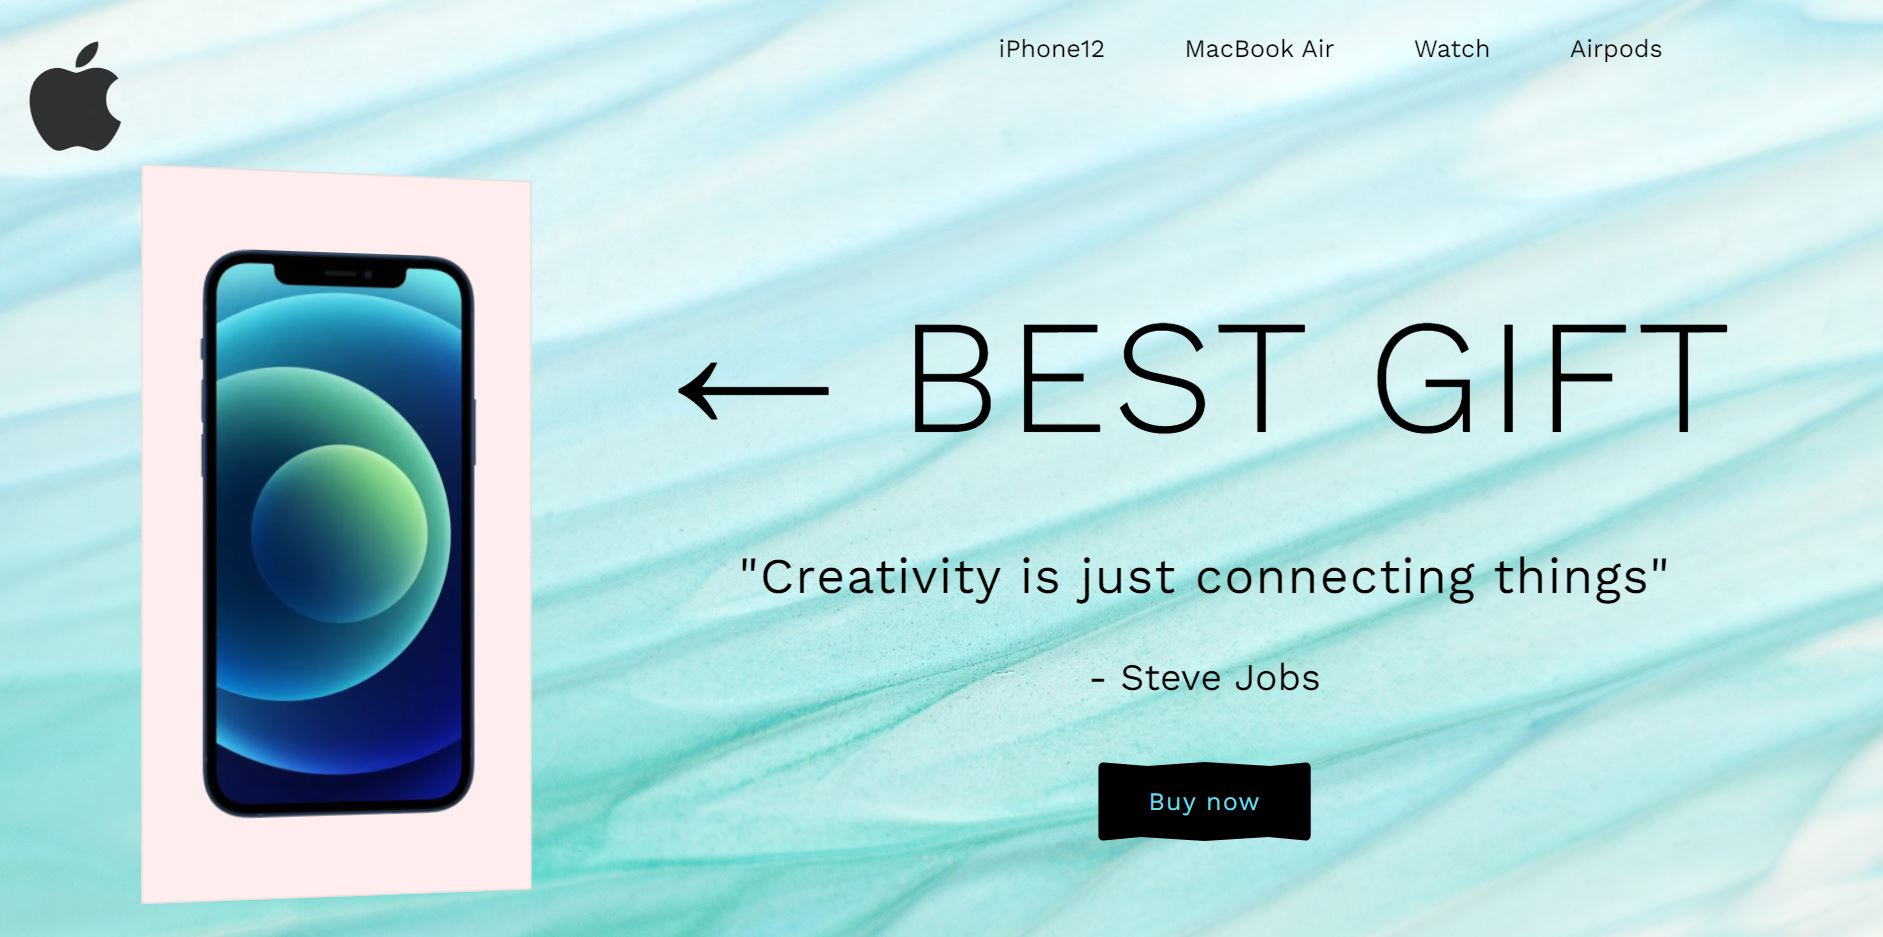 iPhone12 MacBook Air Watch Airpods
← BEST GIFT
"Creativity is just connecting things"
- Steve Jobs
Buy now